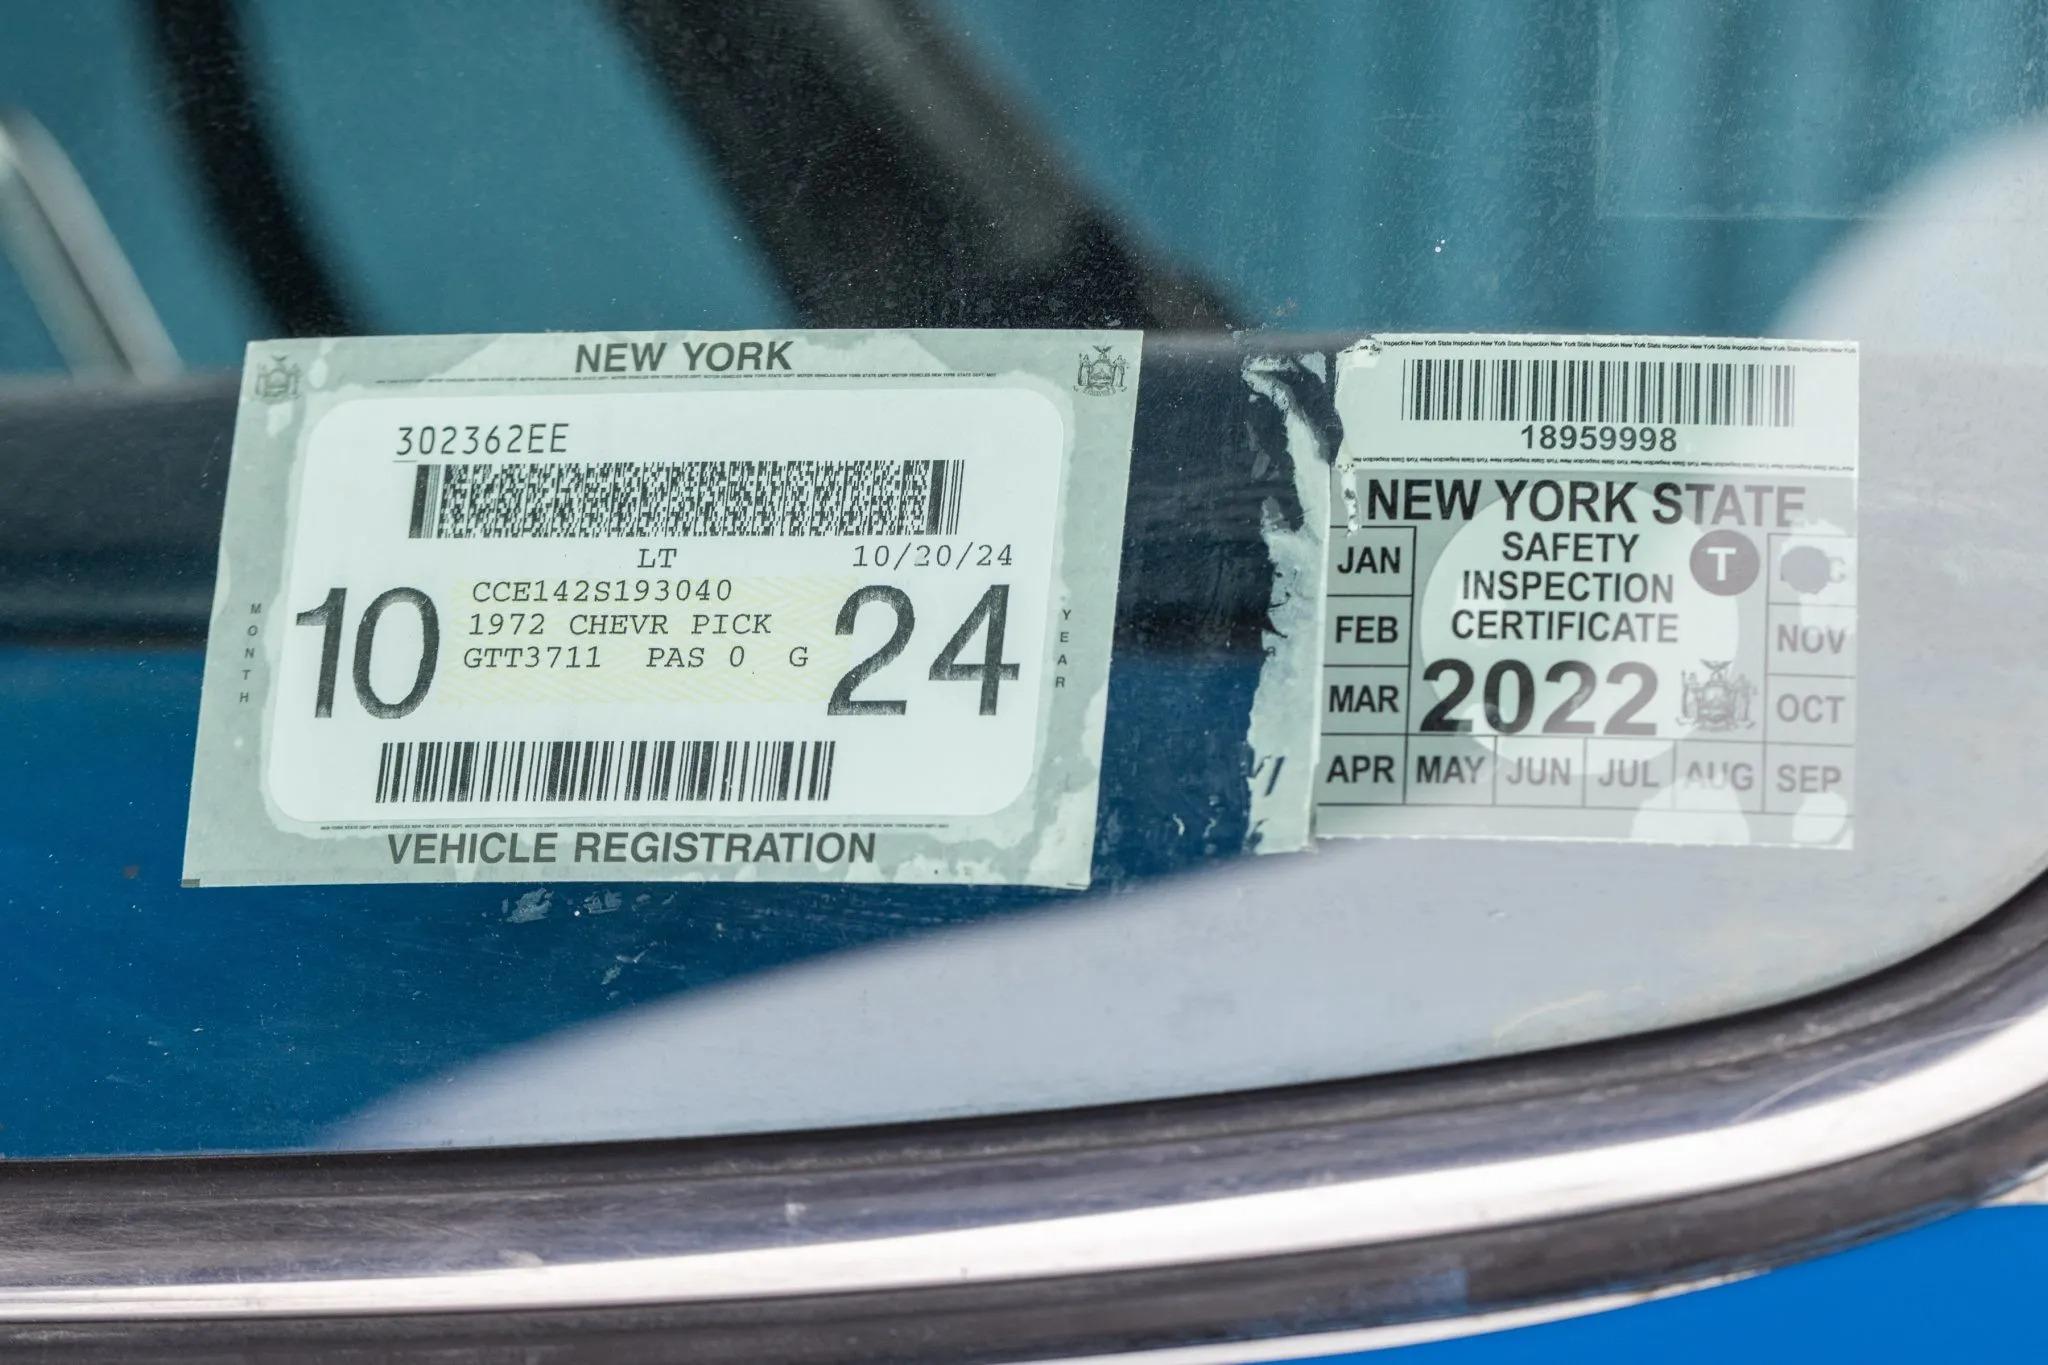 NEW YORK
302362EE
LT 10/20/24
CCE142S193040
1972 CHEVR PICK
GTT3711 PAS 0 G
10 24
MONTH
YEAR
VEHICLE REGISTRATION
18959998
NEW YORK STATE
SAFETY
INSPECTION
CERTIFICATE
T
2022
JAN
FEB
MAR
APR MAY JUN JUL AUG SEP
OCT
NOV